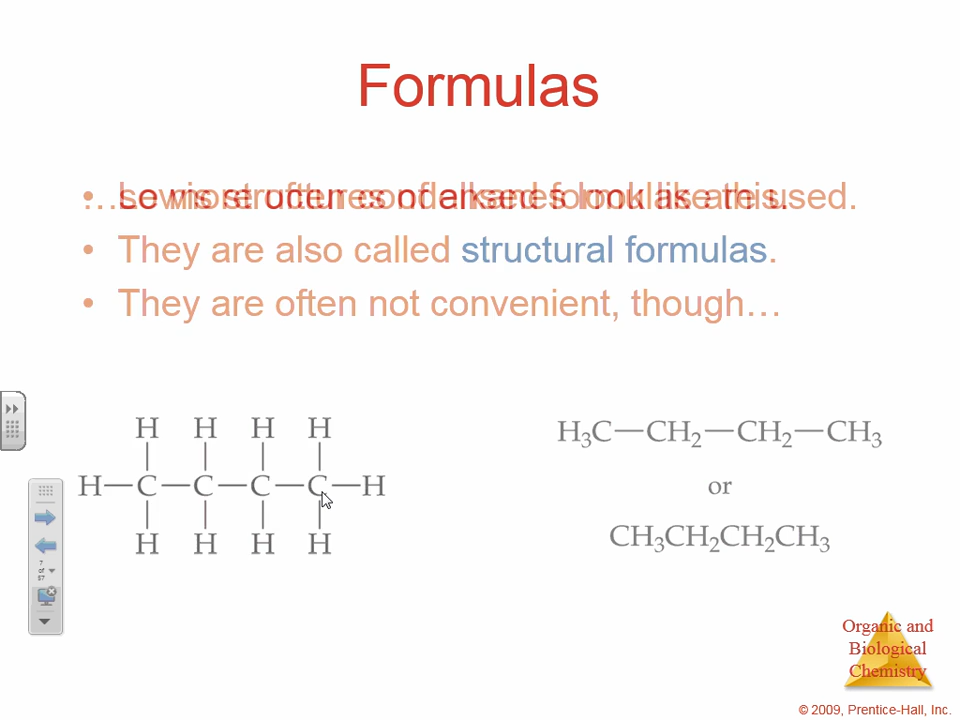 Formulas
• Lewis structures of alkanes look like this.
…so more often condensed formulas are used.
• They are also called structural formulas.
• They are often not convenient, though…
H H H H
H—C—C—C—C—H
H H H H
H₃C—CH₂—CH₂—CH₃
or
CH₃CH₂CH₂CH₃
of
Organic and
Biological
Chemistry
© 2009, Prentice-Hall, Inc.